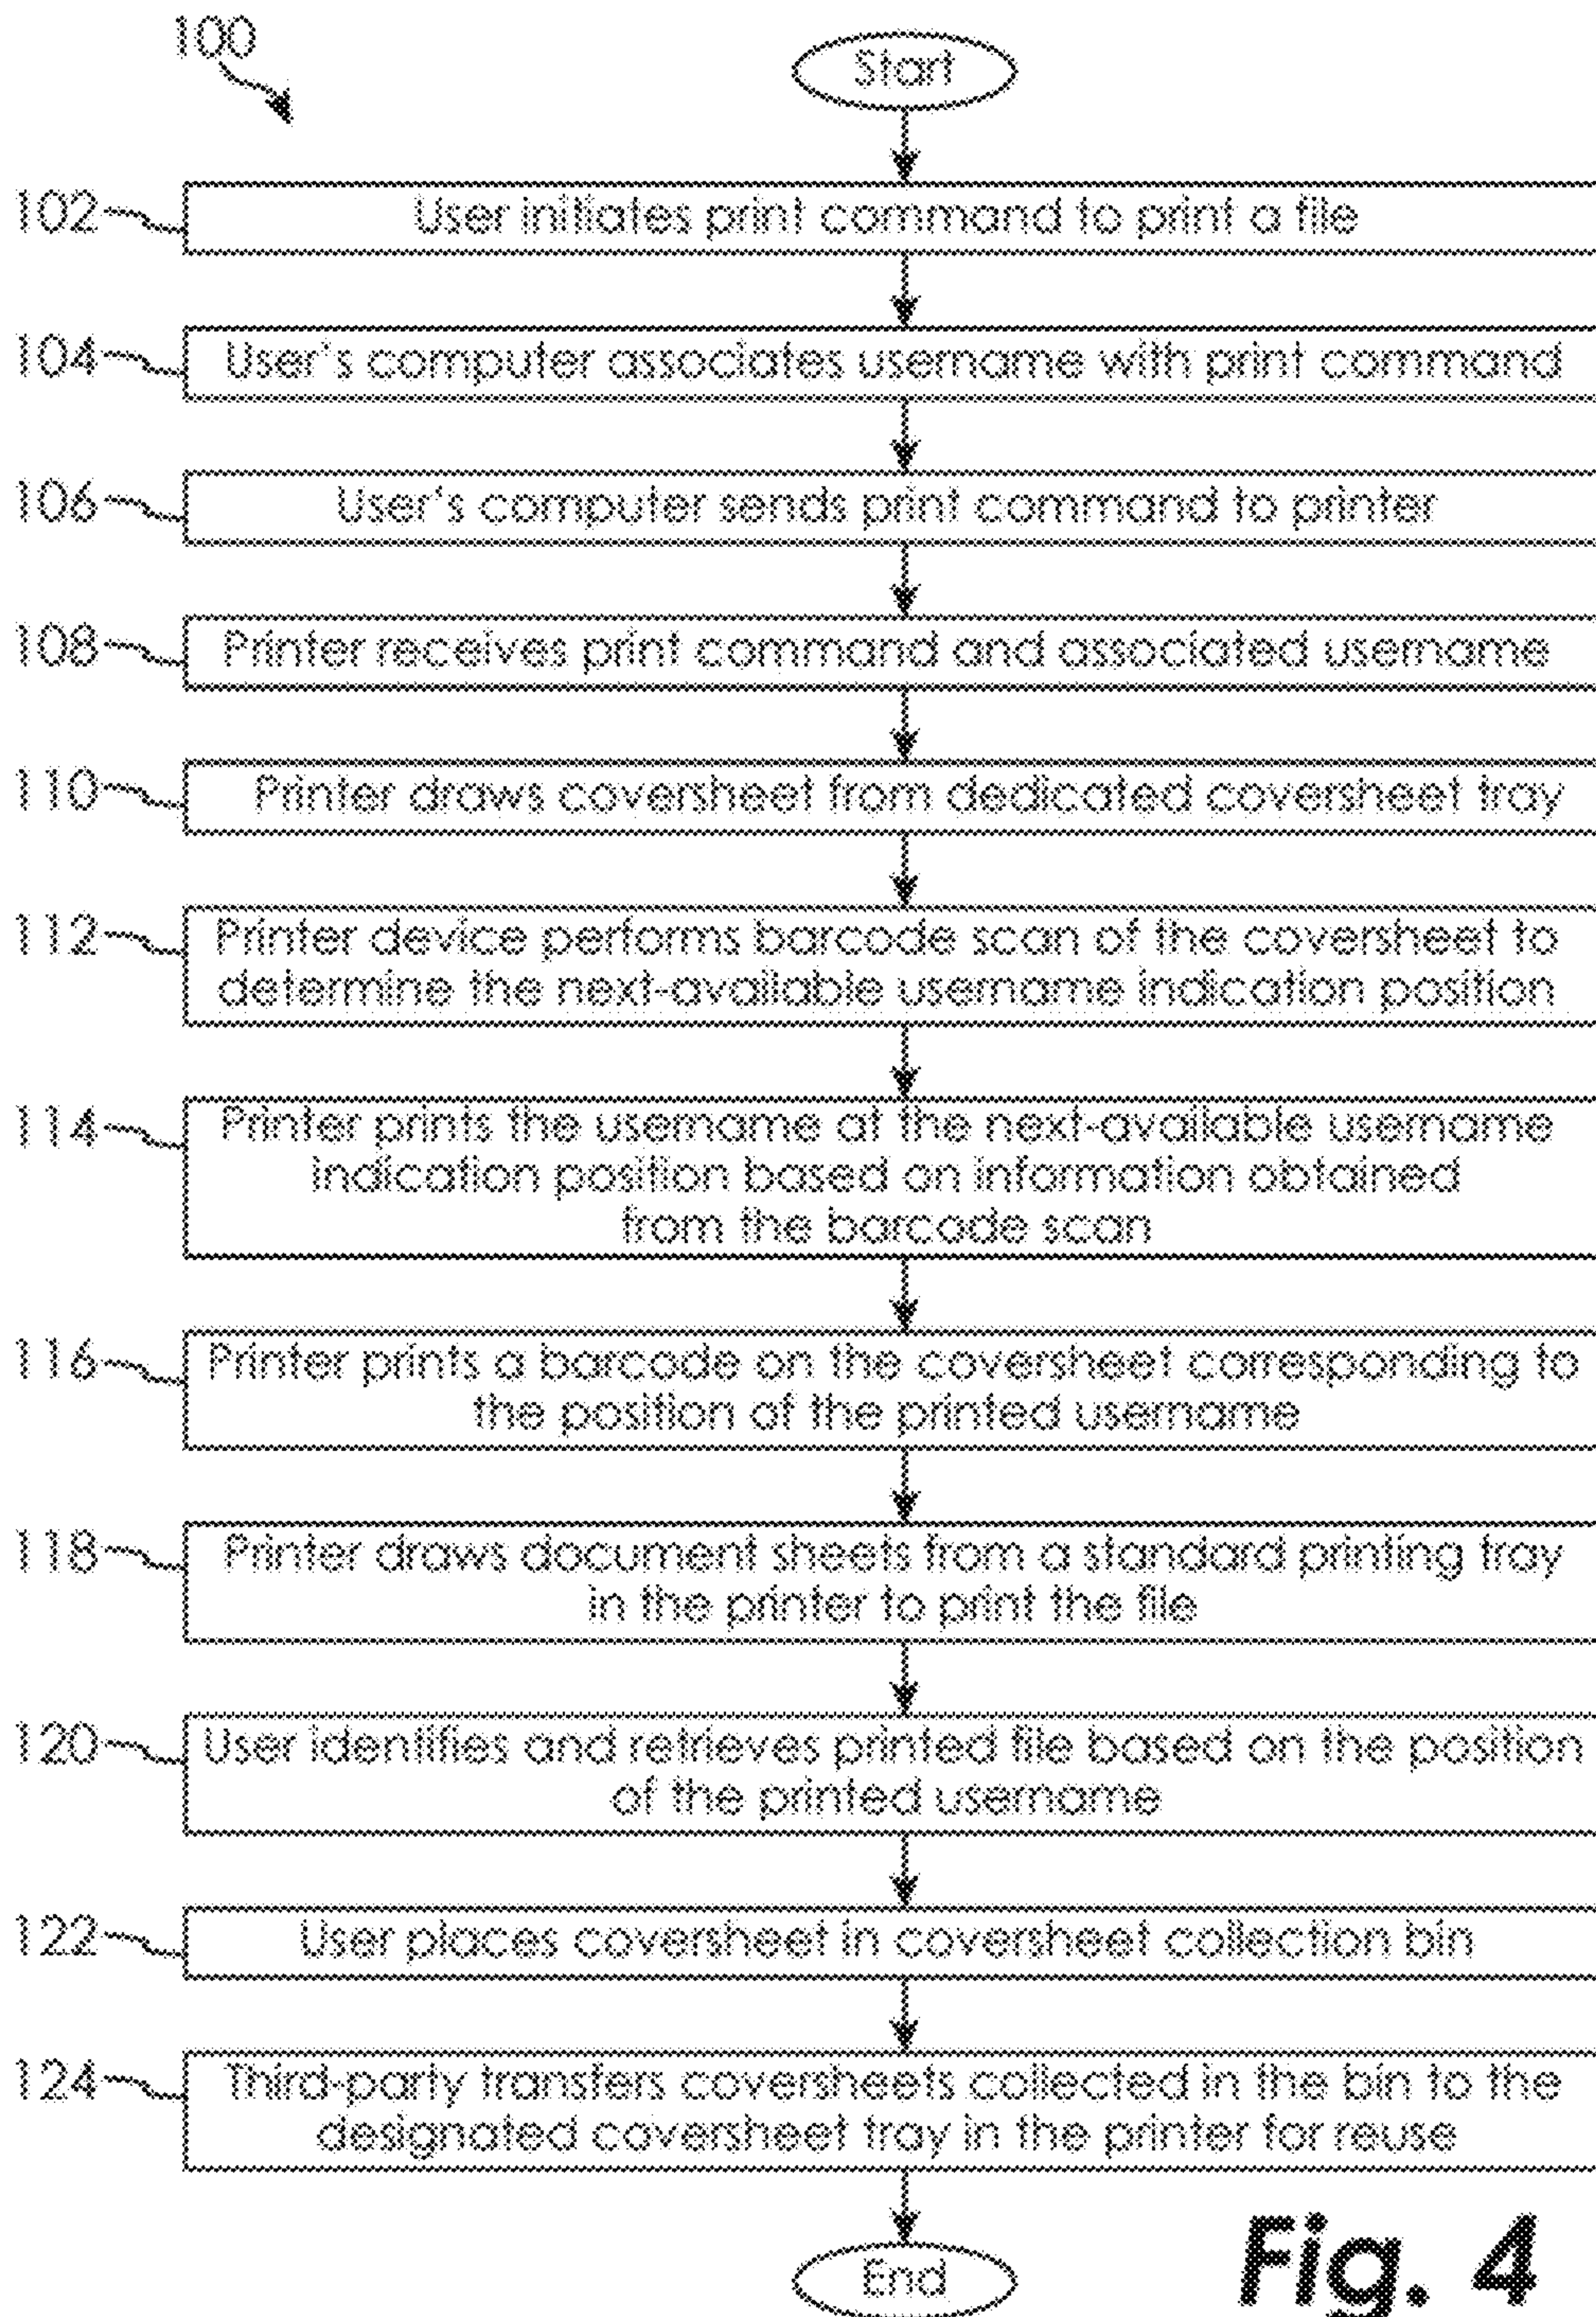 100
Start
102
User initiates print command to print a file
104
User's computer associates username with print command
106
User's computer sends print command to printer
108
Printer receives print command and associated username
110
Printer draws coversheet from dedicated coversheet tray
112
Printer device performs barcode scan of the coversheet to
determine the next-available username indication position
114
Printer prints the username at the next-available username
indication position based on information obtained
from the barcode scan
116
Printer prints a barcode on the coversheet corresponding to
the position of the printed username
118
Printer draws document sheets from a standard printing tray
in the printer to print the file
120
User identifies and retrieves printed file based on the position
of the printed username
122
User places coversheet in coversheet collection bin
124
Third-party transfers coversheets collected in the bin to the
designated coversheet tray in the printer for reuse
End
Fig. 4